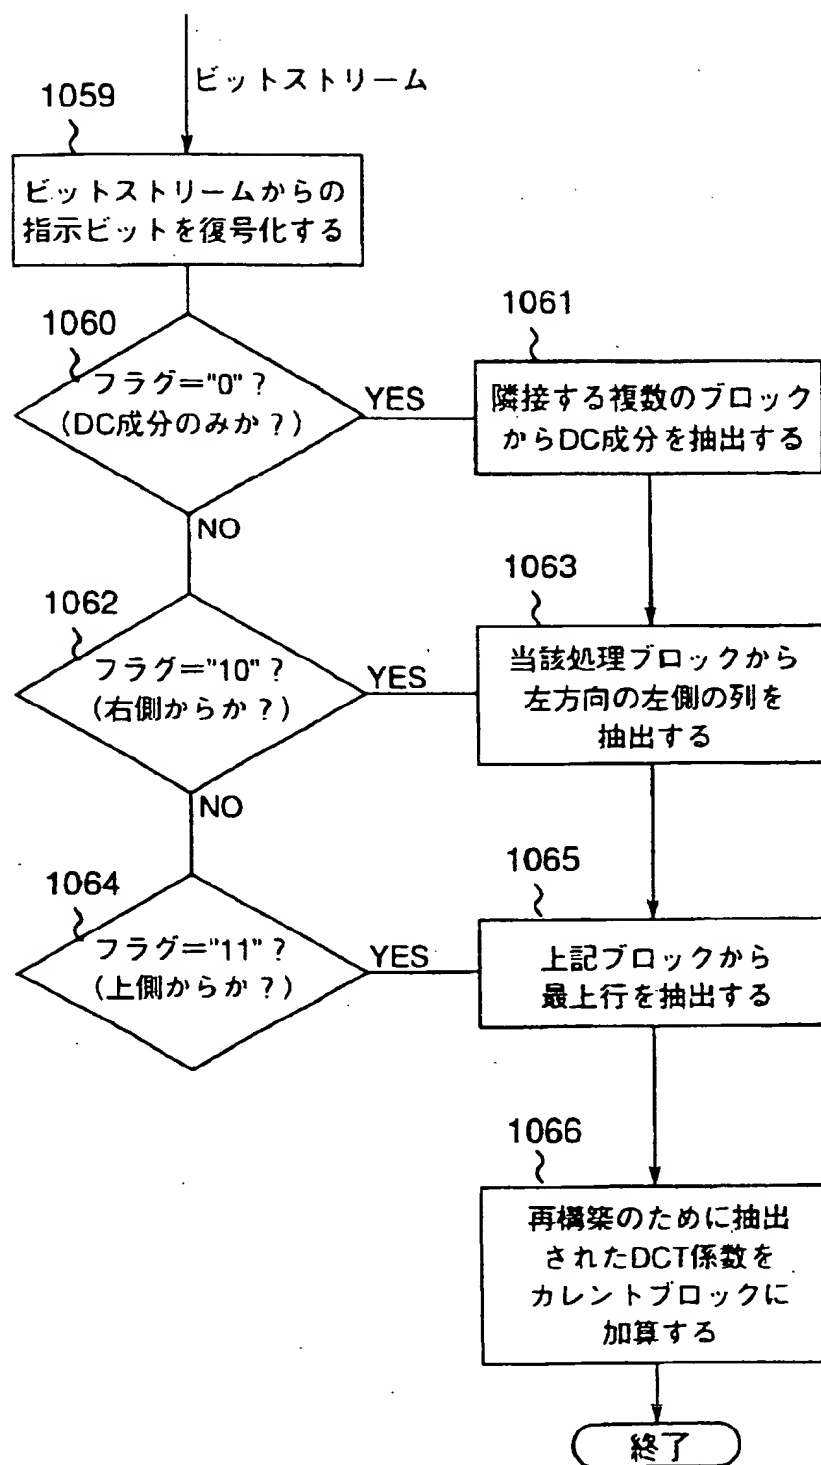 ビットストリーム
1059
ビットストリームからの
指示ビットを復号化する
1060
フラグ="0"?
(DC成分のみか?)
YES
NO
1061
隣接する複数のブロック
からDC成分を抽出する
1062
フラグ="10"?
(右側からか?)
YES
NO
1063
当該処理ブロックから
左方向の左側の列を
抽出する
1064
フラグ="11"?
(上側からか?)
YES
1065
上記ブロックから
最上行を抽出する
1066
再構築のために抽出
されたDCT係数を
カレントブロックに
加算する
終了